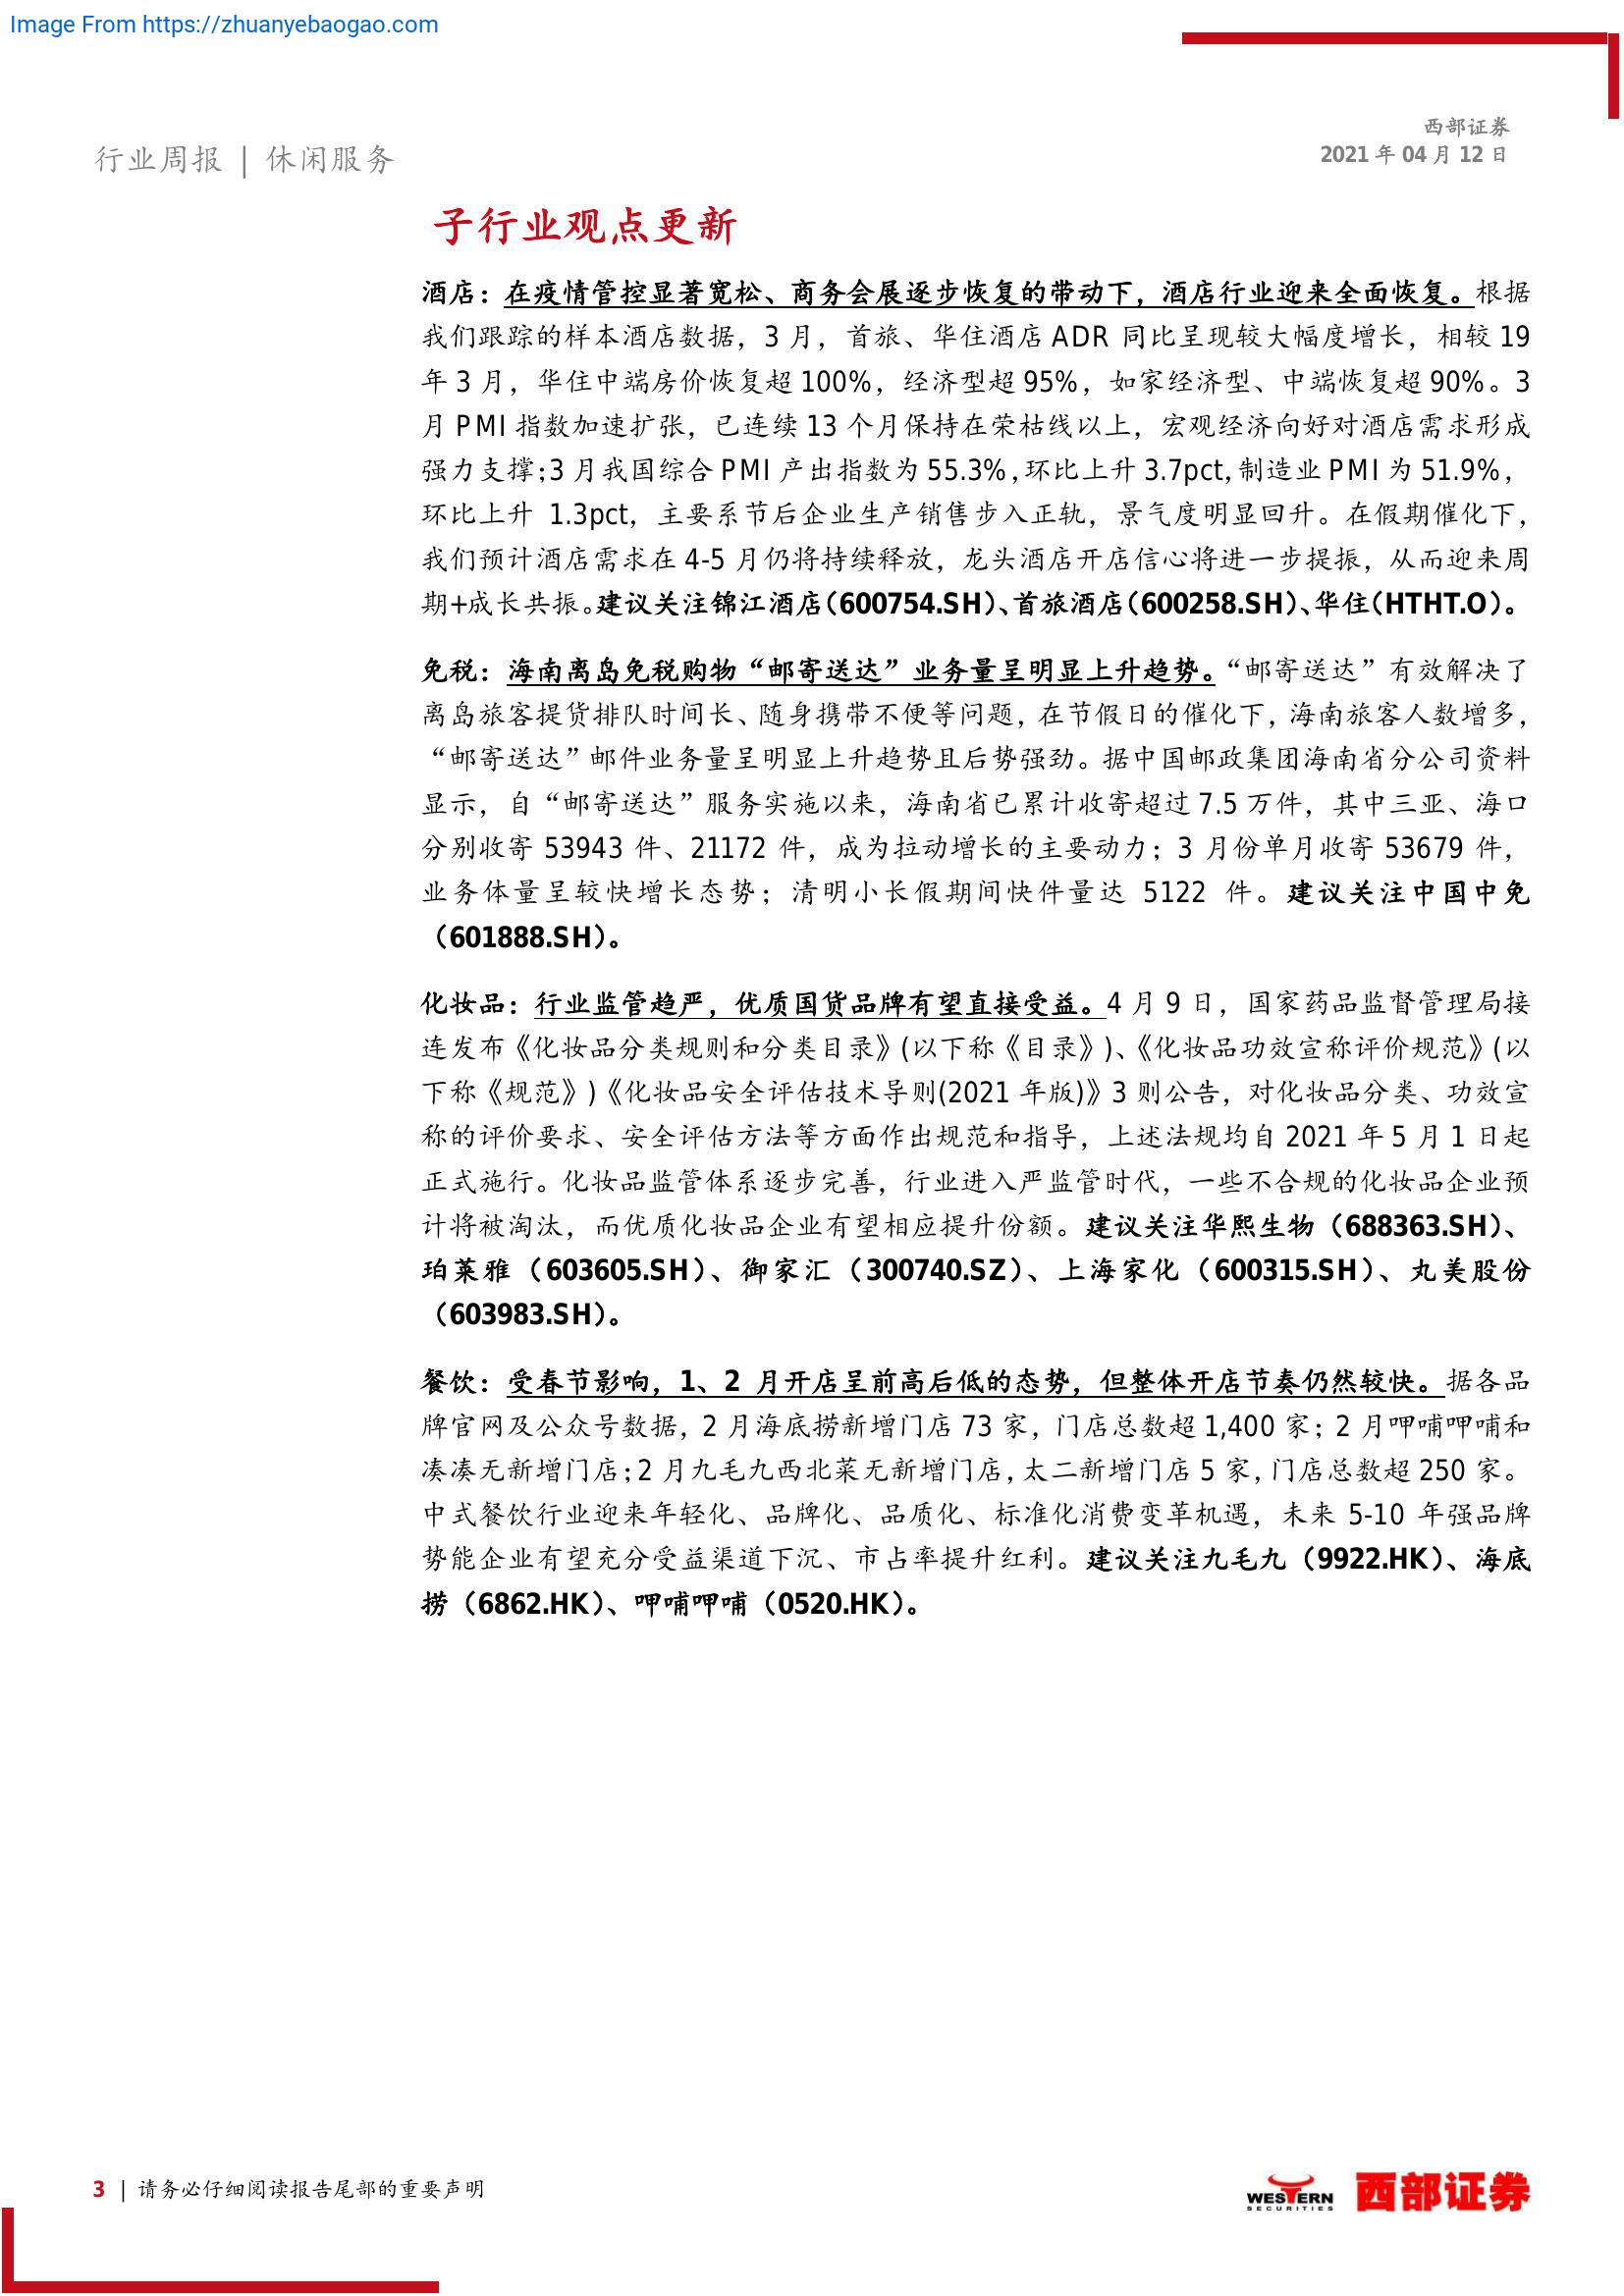 Image From https://zhuanyebaogao.com
西部证券
2021 年 04 月 12 日
行业周报 | 休闲服务
子行业观点更新
酒店：在疫情管控显著宽松、商务会展逐步恢复的带动下，酒店行业迎来全面恢复。根据
我们跟踪的样本酒店数据，3 月，首旅、华住酒店 ADR 同比呈现较大幅度增长，相较 19
年 3 月，华住中端房价恢复超 100%，经济型超 95%，如家经济型、中端恢复超 90%。3
月 PMI 指数加速扩张，已连续 13 个月保持在荣枯线以上，宏观经济向好对酒店需求形成
强力支撑；3 月我国综合 PMI 产出指数为 55.3%，环比上升 3.7pct，制造业 PMI 为 51.9%，
环比上升 1.3pct，主要系节后企业生产销售步入正轨，景气度明显回升。在假期催化下，
我们预计酒店需求在 4-5 月仍将持续释放，龙头酒店开店信心将进一步提振，从而迎来周
期+成长共振。建议关注锦江酒店（600754.SH）、首旅酒店（600258.SH）、华住（HTHT.O）。
免税：海南离岛免税购物“邮寄送达”业务量呈明显上升趋势。“邮寄送达”有效解决了
离岛旅客提货排队时间长、随身携带不便等问题，在节假日的催化下，海南旅客人数增多，
“邮寄送达”邮件业务量呈明显上升趋势且后势强劲。据中国邮政集团海南省分公司资料
显示，自“邮寄送达”服务实施以来，海南省已累计收寄超过 7.5 万件，其中三亚、海口
分别收寄 53943 件、21172 件，成为拉动增长的主要动力；3 月份单月收寄 53679 件，
业务体量呈较快增长态势；清明小长假期间快件量达 5122 件。建议关注中国中免
（601888.SH）。
化妆品：行业监管趋严，优质国货品牌有望直接受益。4 月 9 日，国家药品监督管理局接
连发布《化妆品分类规则和分类目录》(以下称《目录》)、《化妆品功效宣称评价规范》(以
下称《规范》)《化妆品安全评估技术导则(2021 年版)》3 则公告，对化妆品分类、功效宣
称的评价要求、安全评估方法等方面作出规范和指导，上述法规均自 2021 年 5 月 1 日起
正式施行。化妆品监管体系逐步完善，行业进入严监管时代，一些不合规的化妆品企业预
计将被淘汰，而优质化妆品企业有望相应提升份额。建议关注华熙生物（688363.SH）、
珀莱雅（603605.SH）、御家汇（300740.SZ）、上海家化（600315.SH）、丸美股份
（603983.SH）。
餐饮：受春节影响，1、2 月开店呈前高后低的态势，但整体开店节奏仍然较快。据各品
牌官网及公众号数据，2 月海底捞新增门店 73 家，门店总数超 1,400 家；2 月呷哺呷哺和
凑凑无新增门店；2 月九毛九西北菜无新增门店，太二新增门店 5 家，门店总数超 250 家。
中式餐饮行业迎来年轻化、品牌化、品质化、标准化消费变革机遇，未来 5-10 年强品牌
势能企业有望充分受益渠道下沉、市占率提升红利。建议关注九毛九（9922.HK）、海底
捞（6862.HK）、呷哺呷哺（0520.HK）。
3 | 请务必仔细阅读报告尾部的重要声明
WESTERN
SECURITIES
西部证券